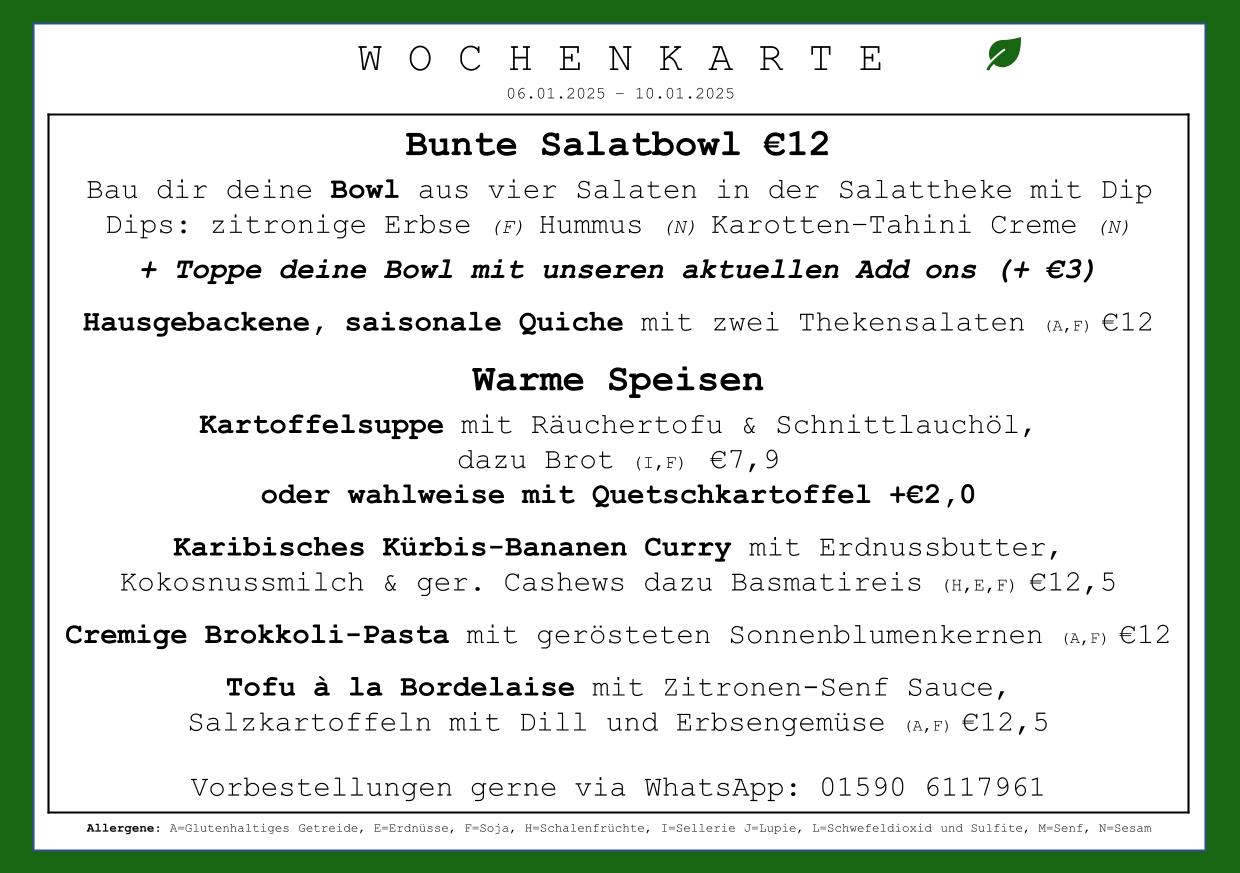 WOCHENKARTE
06.01.2025 – 10.01.2025
Bunte Salatbowl €12
Bau dir deine Bowl aus vier Salaten in der Salattheke mit Dip
Dips: zitronige Erbse (F) Hummus (N) Karotten-Tahini Creme (N)
+ Toppe deine Bowl mit unseren aktuellen Add ons (+ €3)
Hausgebackene, saisonale Quiche mit zwei Thekensalaten (A,F) €12
Warme Speisen
Kartoffelsuppe mit Räuchertofu & Schnittlauchöl,
dazu Brot (I,F) €7,9
oder wahlweise mit Quetschkartoffel +€2,0
Karibisches Kürbis-Bananen Curry mit Erdnussbutter,
Kokosnussmilch & ger. Cashews dazu Basmatireis (H,E,F) €12,5
Cremige Brokkoli-Pasta mit gerösteten Sonnenblumenkernen (A,F) €12
Tofu à la Bordelaise mit Zitronen-Senf Sauce,
Salzkartoffeln mit Dill und Erbsengemüse (A,F) €12,5
Vorbestellungen gerne via WhatsApp: 01590 6117961
Allergene: A=Glutenhaltiges Getreide, E=Erdnüsse, F=Soja, H=Schalenfrüchte, I=Sellerie J=Lupie, L=Schwefeldioxid und Sulfite, M=Senf, N=Sesam